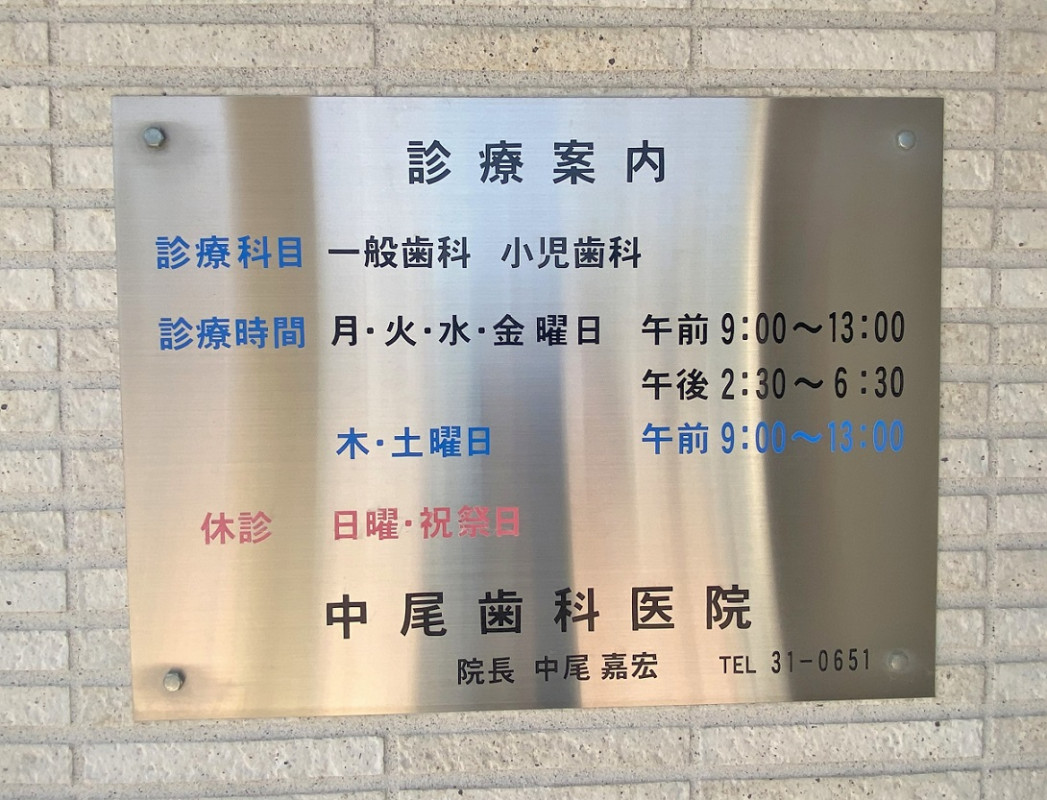 診療案内
診療科目 一般歯科 小児歯科
診療時間 月・火・水・金曜日 午前 9:00～13:00
午後 2:30～6:30
木・土曜日 午前 9:00～13:00
休診 日曜・祝祭日
中尾歯科医院
院長 中尾 嘉宏 TEL 31-0651